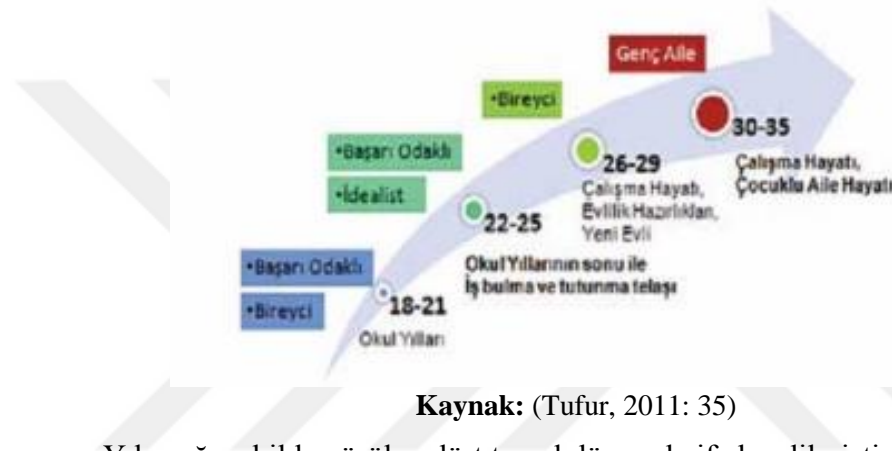 Genç Aile
•Bireyci
30-35
•Başarı Odaklı
26-29
Çalışma Hayatı,
Çocuklu Aile Hayatı
•İdealist
Çalışma Hayatı,
Evlilik Hazırlıkları,
Yeni Evli
22-25
•Başarı Odaklı
Okul Yıllarının sonu ile
İş bulma ve tutunma telaşı
•Bireyci
18-21
Okul Yılları
Kaynak: (Tufur, 2011: 35)